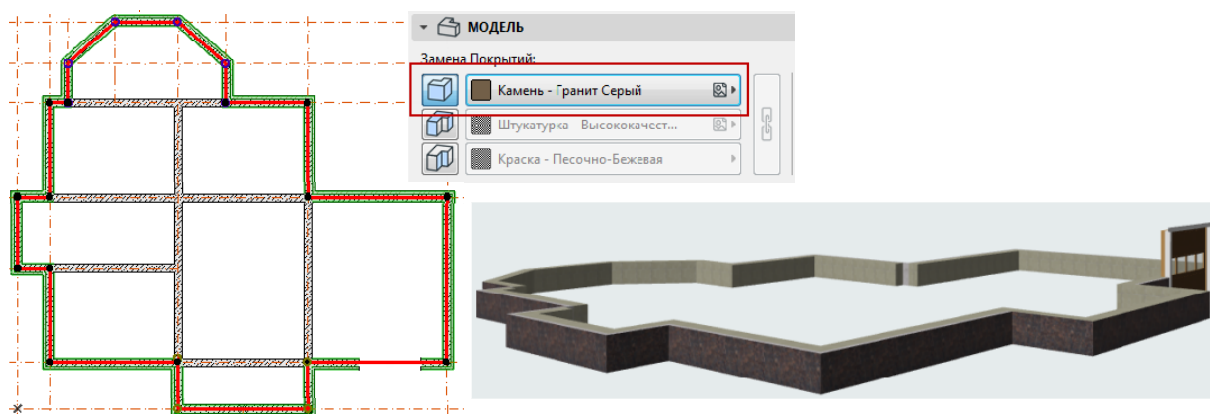 МОДЕЛЬ
Замена Покрытий:
Камень - Гранит Серый
Штукатурка - Высококачест...
Краска - Песочно-Бежевая